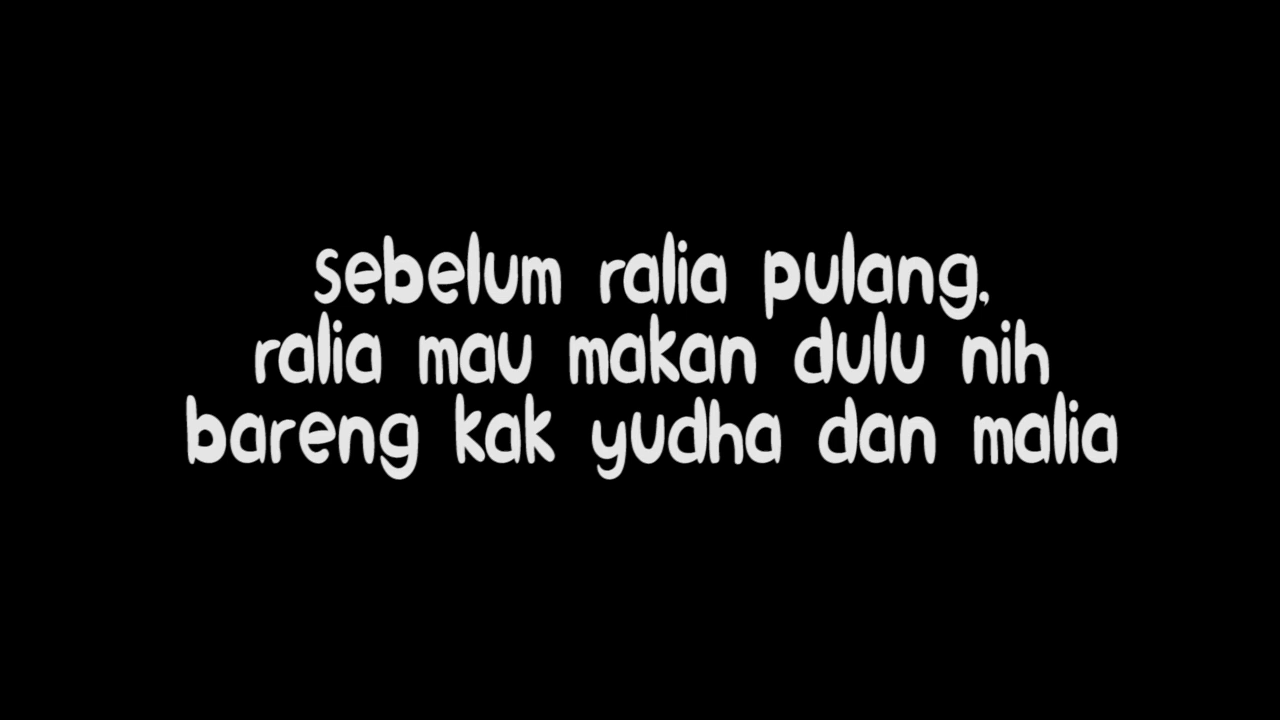 sebelum ralia pulang,
ralia mau makan dulu nih
bareng kak yudha dan malia